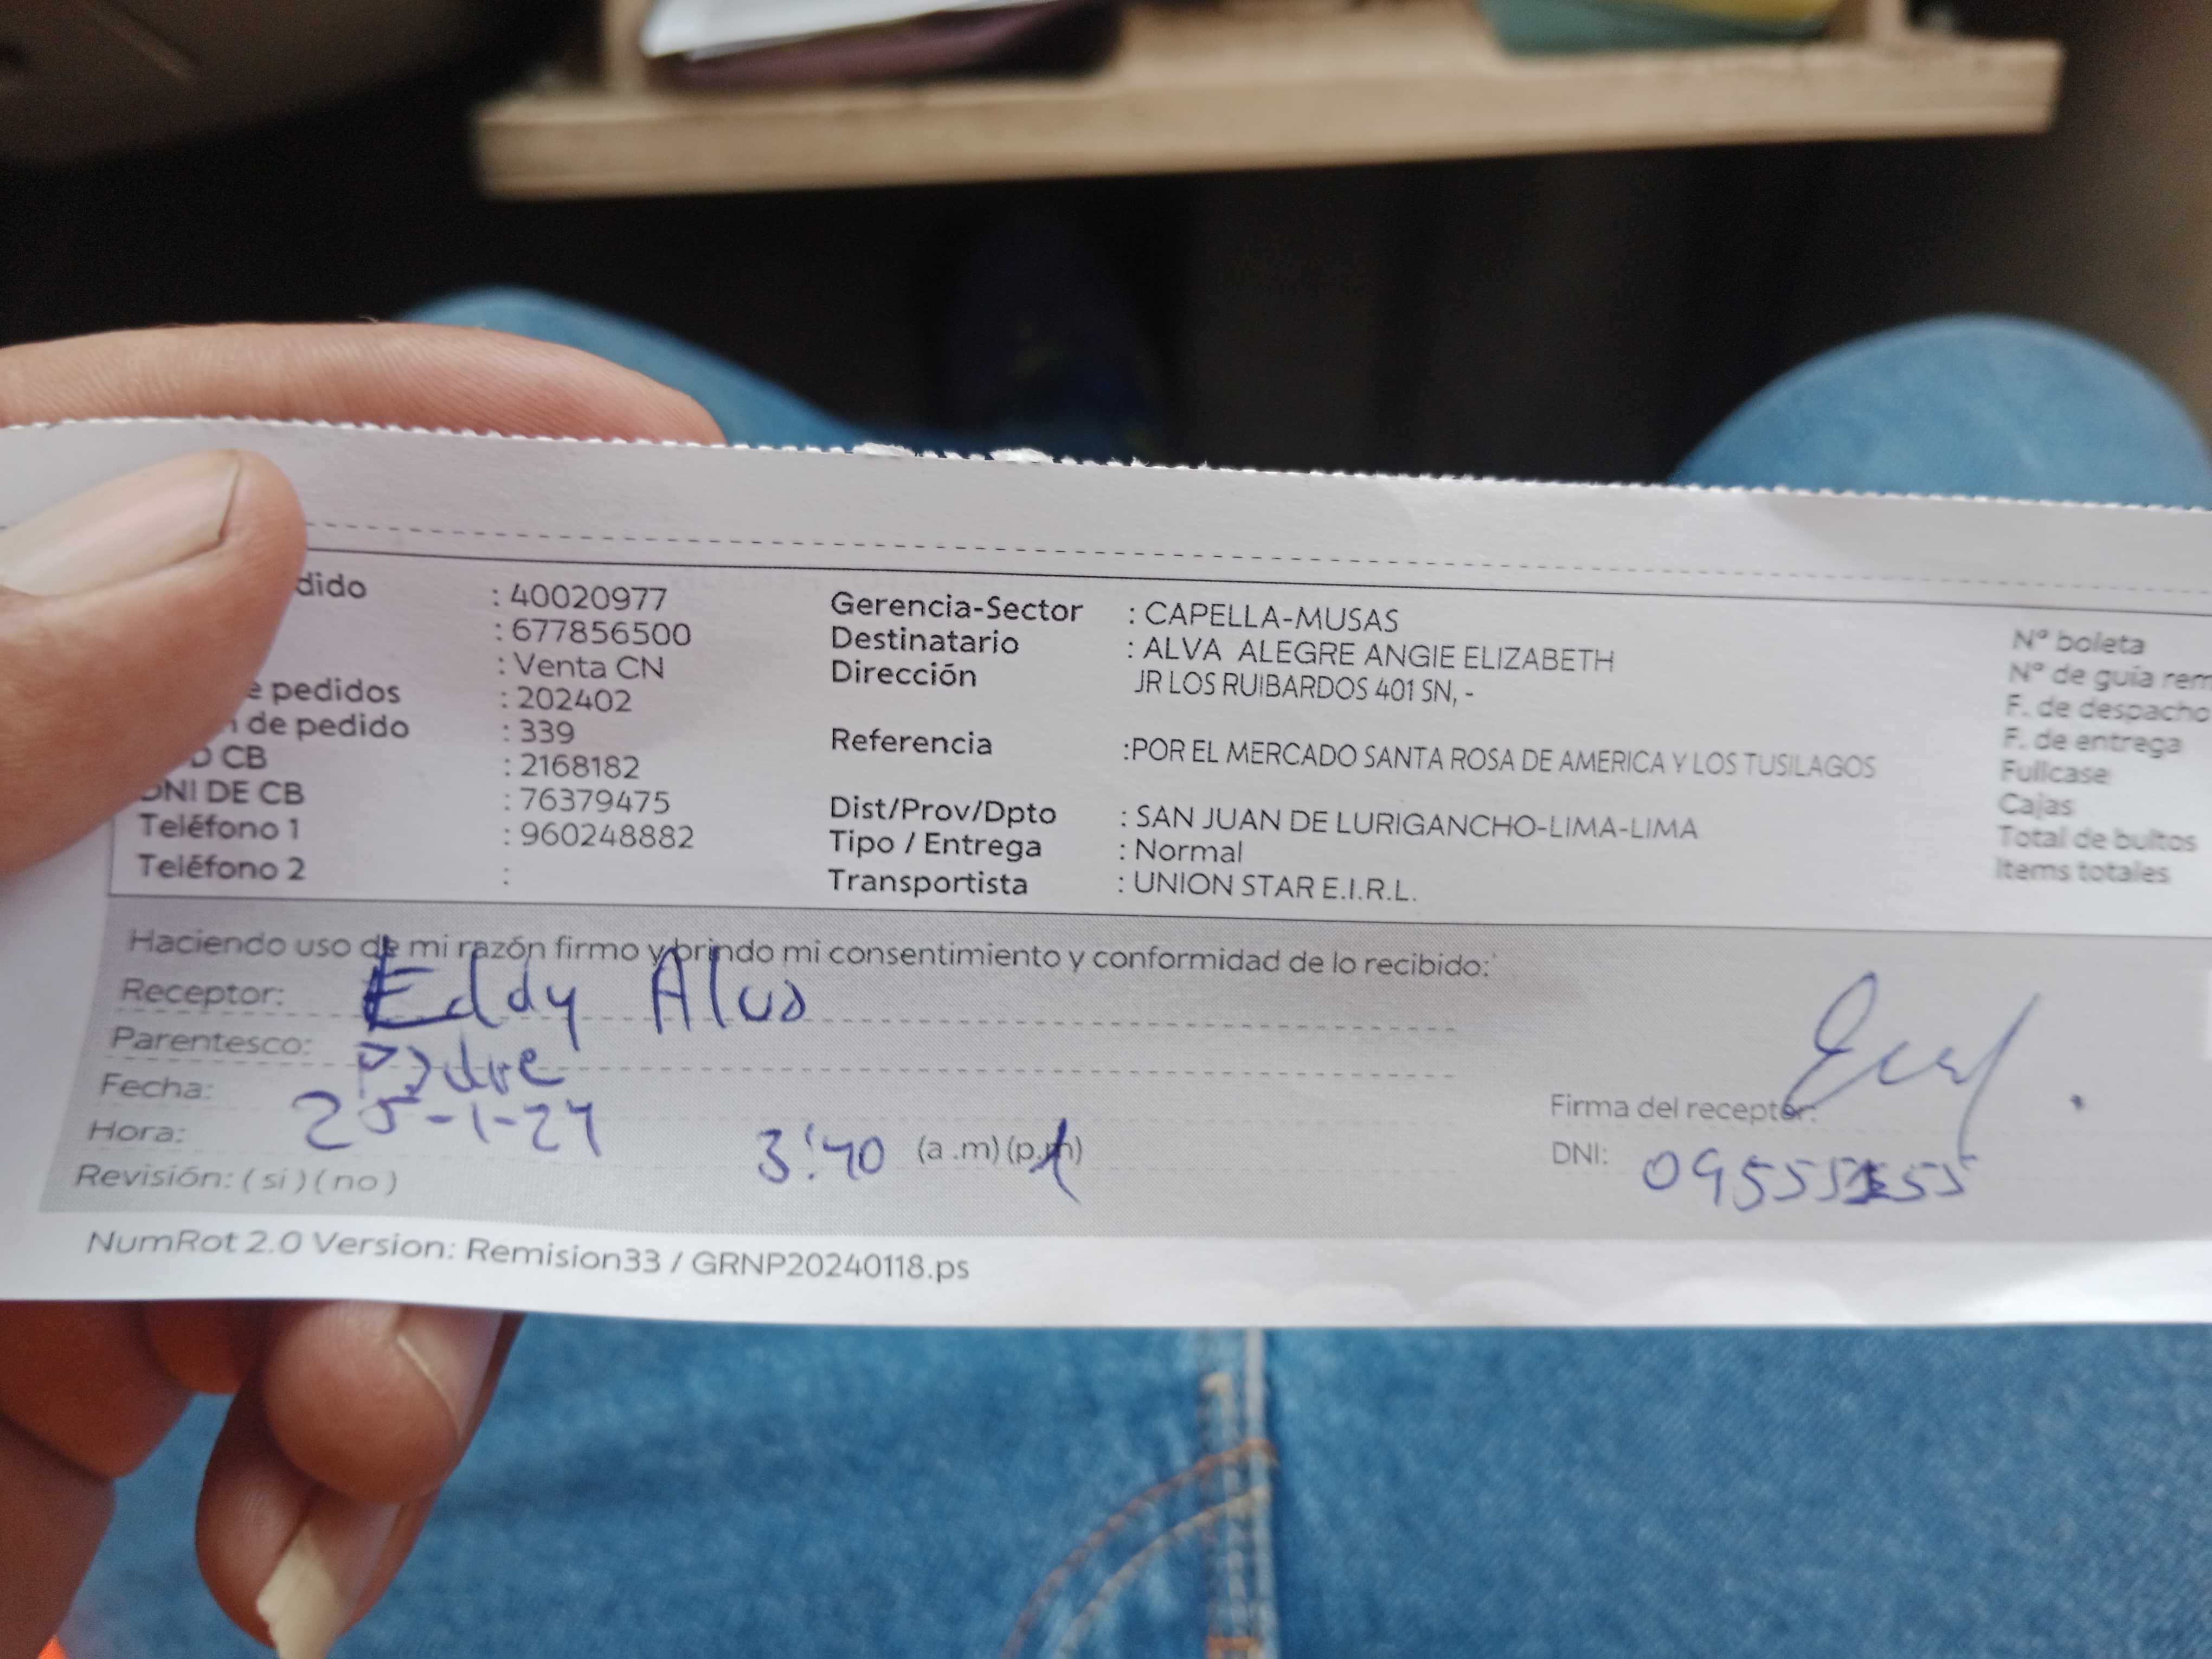 dido : 40020977
: 677856500
: Venta CN
e pedidos : 202402
n de pedido : 339
D CB : 2168182
DNI DE CB : 76379475
Teléfono 1 : 960248882
Teléfono 2 :
Gerencia-Sector : CAPELLA-MUSAS
Destinatario : ALVA ALEGRE ANGIE ELIZABETH
Dirección JR LOS RUIBARDOS 401 SN, -
Referencia :POR EL MERCADO SANTA ROSA DE AMERICA Y LOS TUSILAGOS
Dist/Prov/Dpto : SAN JUAN DE LURIGANCHO-LIMA-LIMA
Tipo / Entrega : Normal
Transportista : UNION STAR E.I.R.L.
Nº boleta
Nº de guía rem
F. de despacho
F. de entrega
Fullcase
Cajas
Total de bultos
Items totales
Haciendo uso de mi razón firmo y brindo mi consentimiento y conformidad de lo recibido:
Receptor: Eddy Alva
Parentesco: Padre
Fecha: 25-1-24
Hora: 3:40 (a.m) (p.m)
Revisión: ( si ) ( no )
Firma del receptor:
DNI:
NumRot 2.0 Version: Remision33 / GRNP20240118.ps